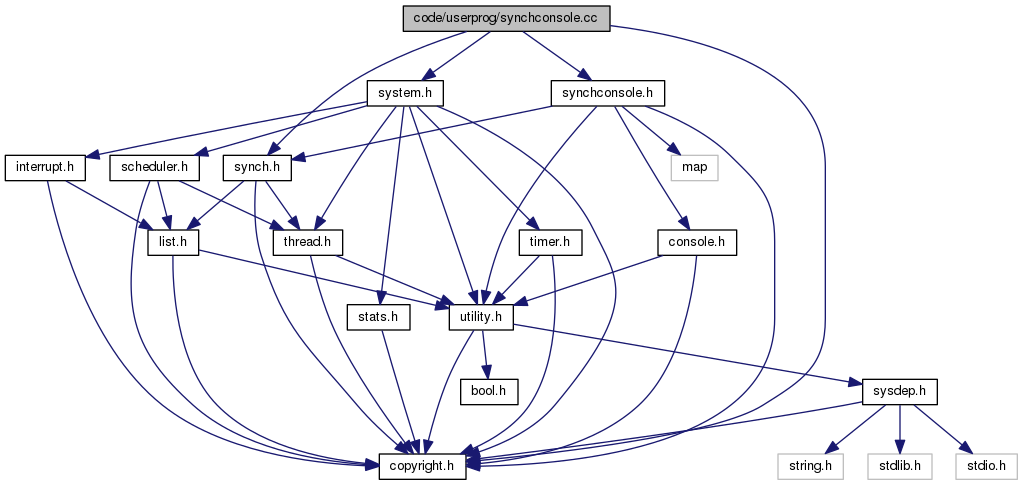 code/userprog/synchconsole.cc
system.h
synchconsole.h
interrupt.h
scheduler.h
synch.h
map
list.h
thread.h
timer.h
console.h
stats.h
utility.h
bool.h
sysdep.h
copyright.h
string.h
stdlib.h
stdio.h